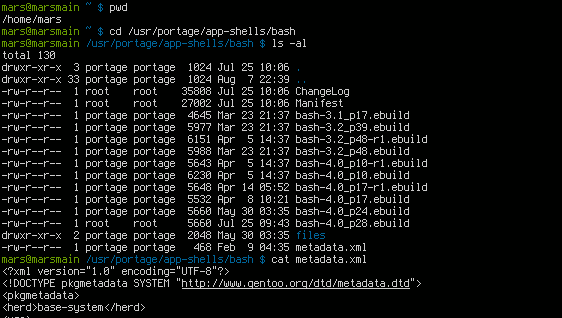 mars@marsmain ~ $ pwd
/home/mars
mars@marsmain ~ $ cd /usr/portage/app-shells/bash
mars@marsmain /usr/portage/app-shells/bash $ ls -al
total 130
drwxr-xr-x  3 portage portage  1024 Jul 25 10:06 .
drwxr-xr-x 33 portage portage  1024 Aug  7 22:39 ..
-rw-r--r--  1 root    root    35808 Jul 25 10:06 ChangeLog
-rw-r--r--  1 root    root    27002 Jul 25 10:06 Manifest
-rw-r--r--  1 portage portage  4645 Mar 23 21:37 bash-3.1_p17.ebuild
-rw-r--r--  1 portage portage  5977 Mar 23 21:37 bash-3.2_p39.ebuild
-rw-r--r--  1 portage portage  6151 Apr  5 14:37 bash-3.2_p48-r1.ebuild
-rw-r--r--  1 portage portage  5988 Mar 23 21:37 bash-3.2_p48.ebuild
-rw-r--r--  1 portage portage  5643 Apr  5 14:37 bash-4.0_p10-r1.ebuild
-rw-r--r--  1 portage portage  6230 Apr  5 14:37 bash-4.0_p10.ebuild
-rw-r--r--  1 portage portage  5648 Apr 14 05:52 bash-4.0_p17-r1.ebuild
-rw-r--r--  1 portage portage  5532 Apr  8 10:21 bash-4.0_p17.ebuild
-rw-r--r--  1 portage portage  5660 May 30 03:35 bash-4.0_p24.ebuild
-rw-r--r--  1 root    root     5660 Jul 25 09:43 bash-4.0_p28.ebuild
drwxr-xr-x  2 portage portage  2048 May 30 03:35 files
-rw-r--r--  1 portage portage   468 Feb  9 04:35 metadata.xml
mars@marsmain /usr/portage/app-shells/bash $ cat metadata.xml
<?xml version="1.0" encoding="UTF-8"?>
<!DOCTYPE pkgmetadata SYSTEM "http://www.gentoo.org/dtd/metadata.dtd">
<pkgmetadata>
<herd>base-system</herd>